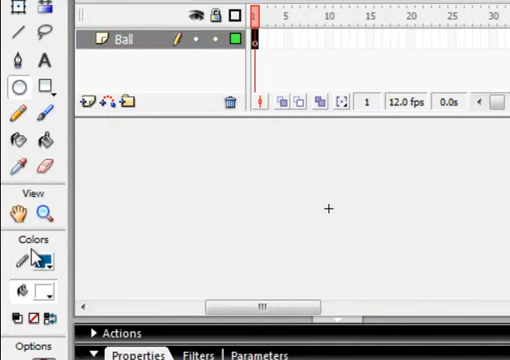 1 5 10 15 20 25 30
Ball
A
1 12.0 fps 0.0s
View
Colors
Options
Actions
Properties Filters Parameters